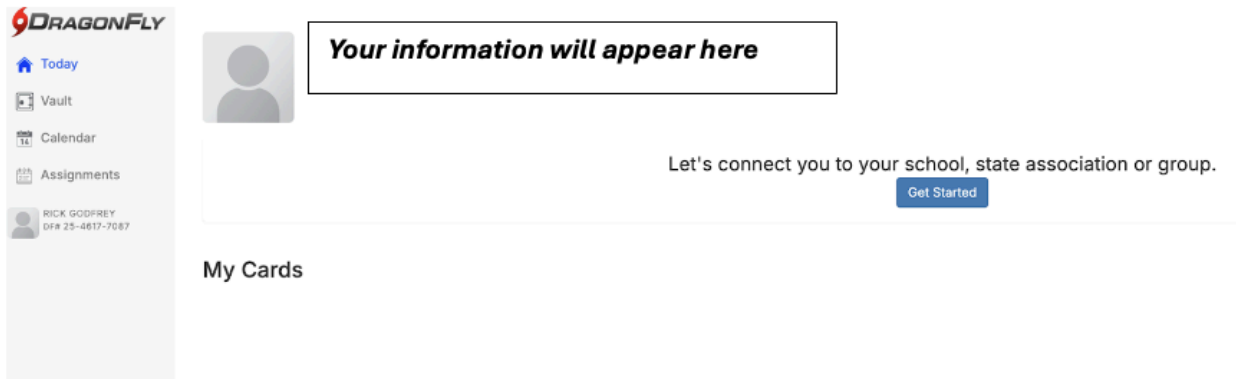 DRAGONFLY
Today
Vault
14 Calendar
Assignments
RICK GODFREY
DF# 25-4617-7087
Your information will appear here
Let's connect you to your school, state association or group.
Get Started
My Cards